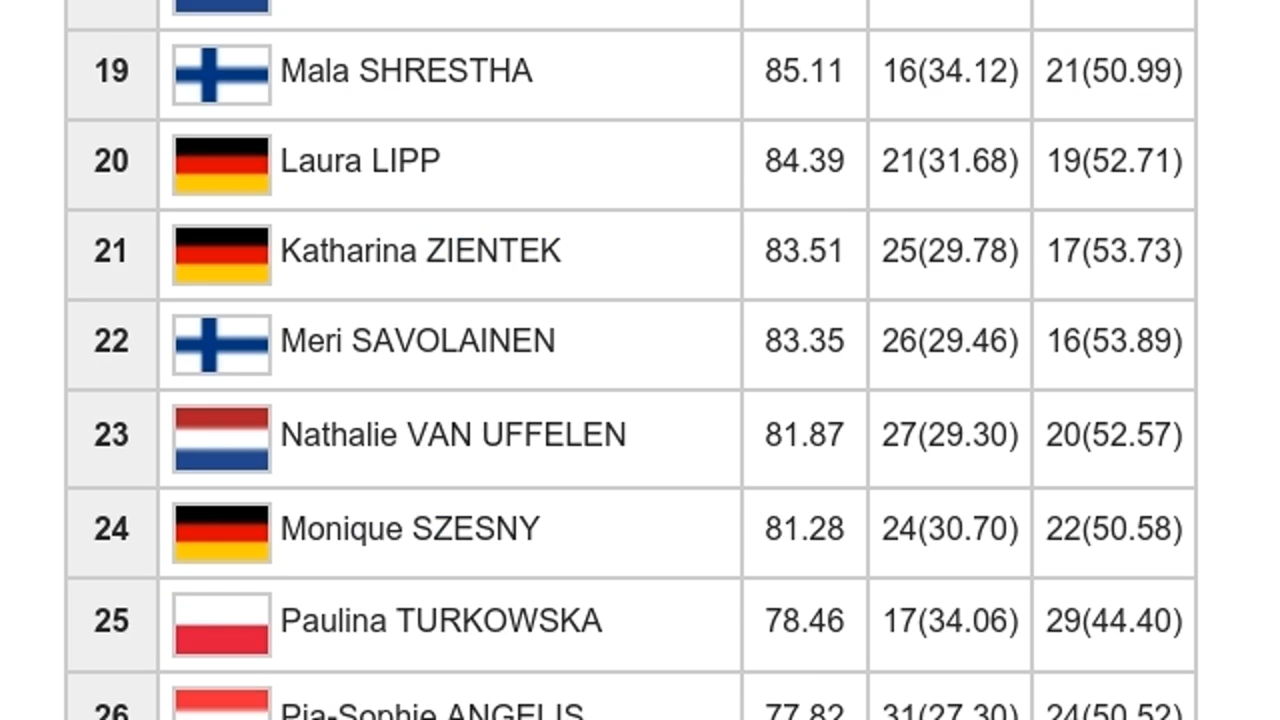 19 Mala SHRESTHA 85.11 16(34.12) 21(50.99)
20 Laura LIPP 84.39 21(31.68) 19(52.71)
21 Katharina ZIENTEK 83.51 25(29.78) 17(53.73)
22 Meri SAVOLAINEN 83.35 26(29.46) 16(53.89)
23 Nathalie VAN UFFELEN 81.87 27(29.30) 20(52.57)
24 Monique SZESNY 81.28 24(30.70) 22(50.58)
25 Paulina TURKOWSKA 78.46 17(34.06) 29(44.40)
26 Pia-Sophie ANGELIS 77.82 31(27.30) 24(50.52)